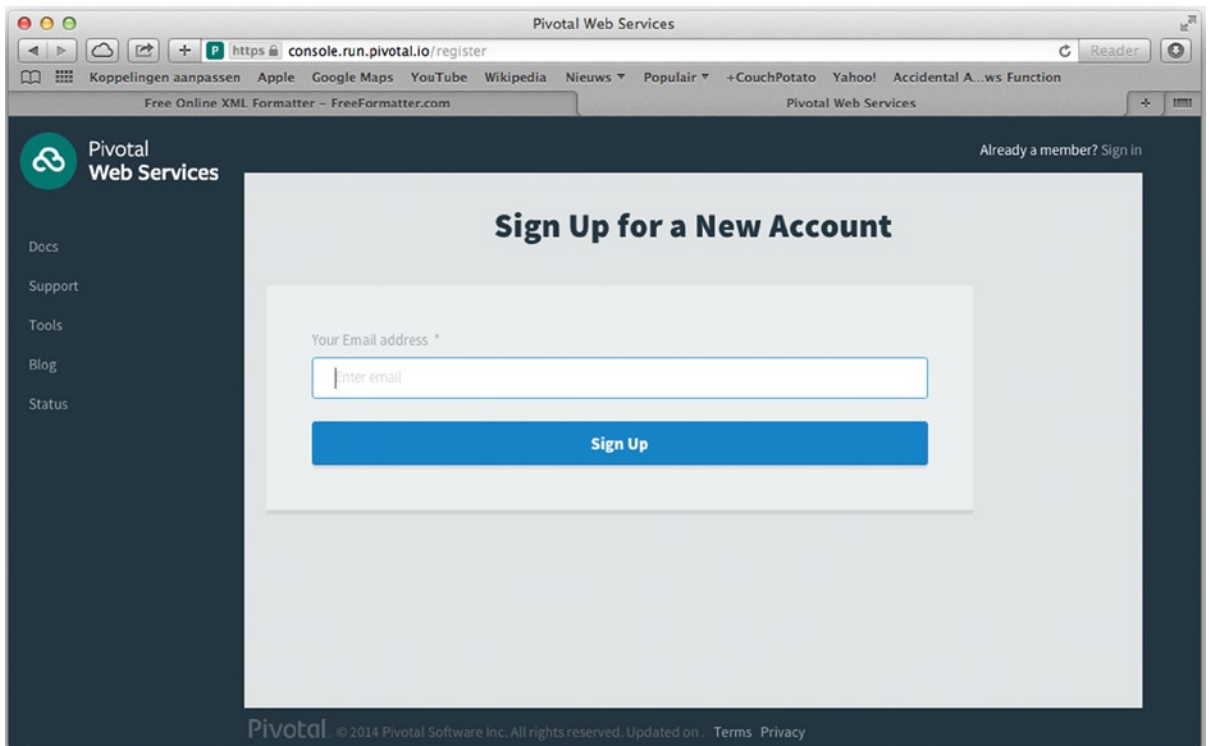 Pivotal Web Services
P https console.run.pivotal.io/register Reader
Koppelingen aanpassen Apple Google Maps YouTube Wikipedia Nieuws Populair +CouchPotato Yahoo! Accidental A...ws Function
Free Online XML Formatter – FreeFormatter.com Pivotal Web Services
Pivotal
Web Services
Already a member? Sign in
Docs
Support
Tools
Blog
Status
Sign Up for a New Account
Your Email address *
Enter email
Sign Up
Pivotal. © 2014 Pivotal Software Inc. All rights reserved. Updated on . Terms Privacy